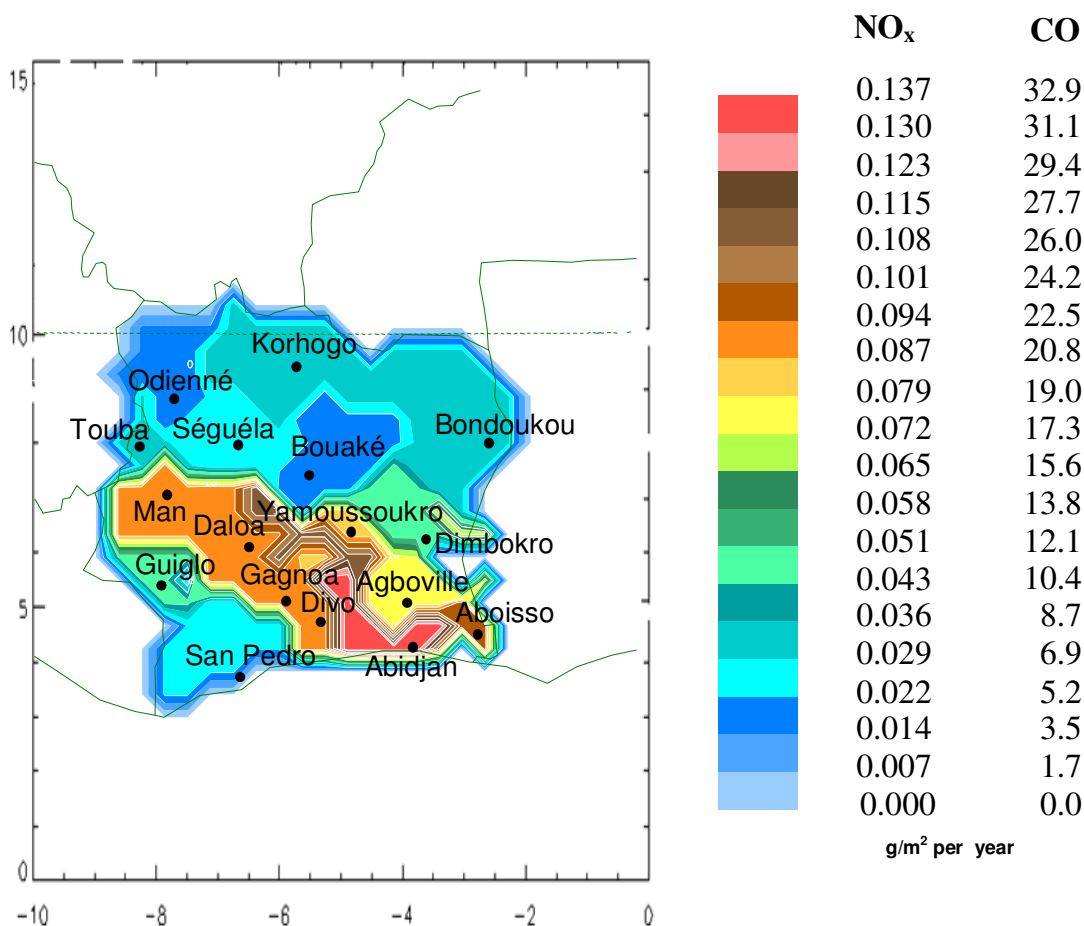 NOx CO
0.137 32.9
0.130 31.1
0.123 29.4
0.115 27.7
0.108 26.0
0.101 24.2
0.094 22.5
0.087 20.8
0.079 19.0
0.072 17.3
0.065 15.6
0.058 13.8
0.051 12.1
0.043 10.4
0.036 8.7
0.029 6.9
0.022 5.2
0.014 3.5
0.007 1.7
0.000 0.0
g/m² per year
15
10
5
0
Korhogo
0
Odienné
Touba
Séguéla
Bondoukou
Bouaké
Man
Yamoussoukro
Daloa
Dimbokro
Guiglo
Gagnoa
Agboville
Divo
Aboisso
San Pedro
Abidjan
-10 -8 -6 -4 -2 0